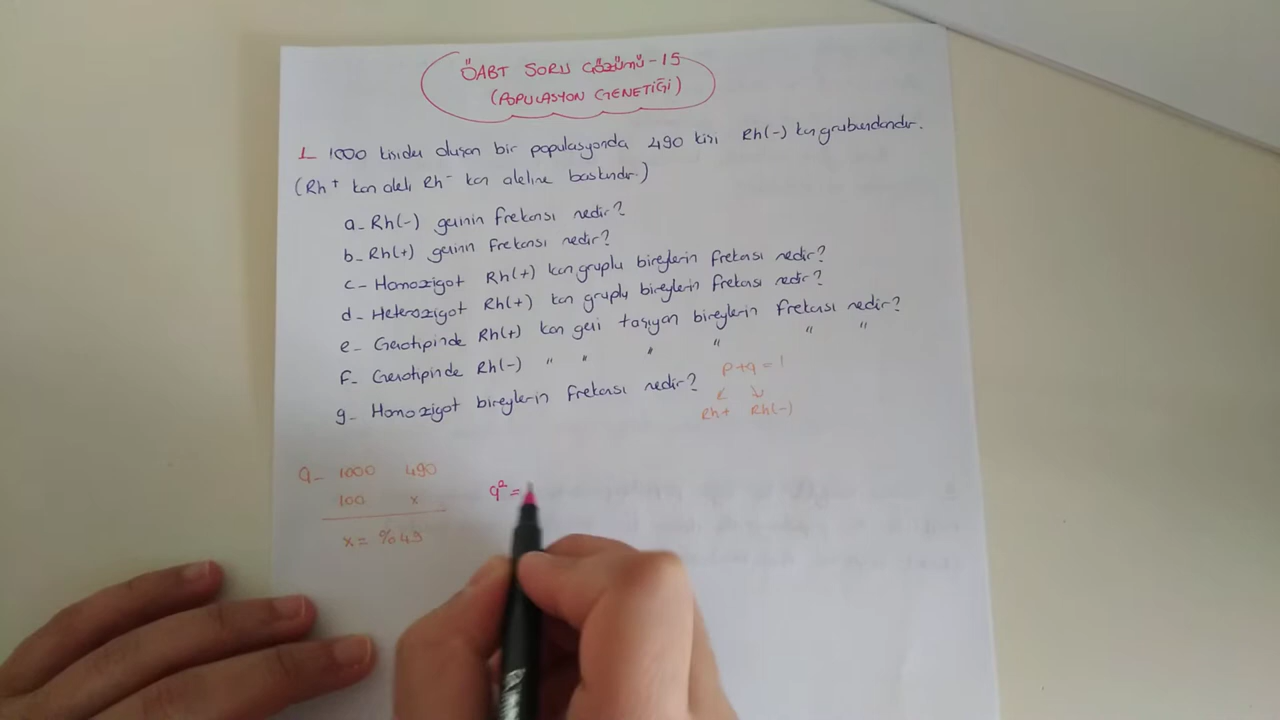 ÖABT SORU ÇÖZÜMÜ-15
(POPULASYON GENETİĞİ)
1 1000 kişiden oluşan bir populasyonda 490 kişi Rh(-) kan grubundandır.
(Rh⁺ kan aleli Rh⁻ kan aleline baskındır.)
a- Rh(-) geninin frekansı nedir?
b- Rh(+) genin frekansı nedir?
c- Homozigot Rh(+) kan gruplu bireylerin frekansı nedir?
d- Heterozigot Rh(+) kan gruplu bireylerin frekansı nedir?
e- Genotipinde Rh(+) kan geni taşıyan bireylerin frekansı nedir?
f- Genotipinde Rh(-) " " " " " "
g- Homozigot bireylerin frekansı nedir?
p+q = 1
Rh+ Rh(-)
a- 1000 490
100 x
x = %49
q² =